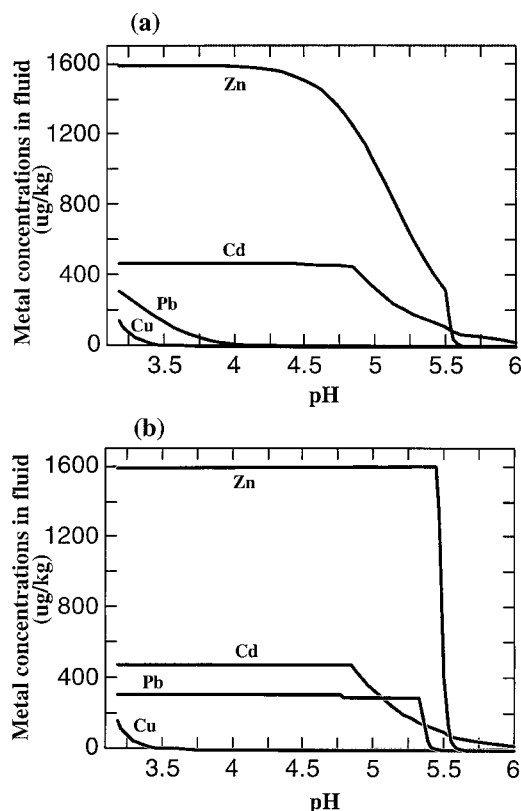 (a)
Metal concentrations in fluid
(ug/kg)
1600
1200
800
400
0
Zn
Cd
Pb
Cu
3.5
4
4.5
5
5.5
6
pH
(b)
Metal concentrations in fluid
(ug/kg)
1600
1200
800
400
0
Zn
Cd
Pb
Cu
3.5
4
4.5
5
5.5
6
pH